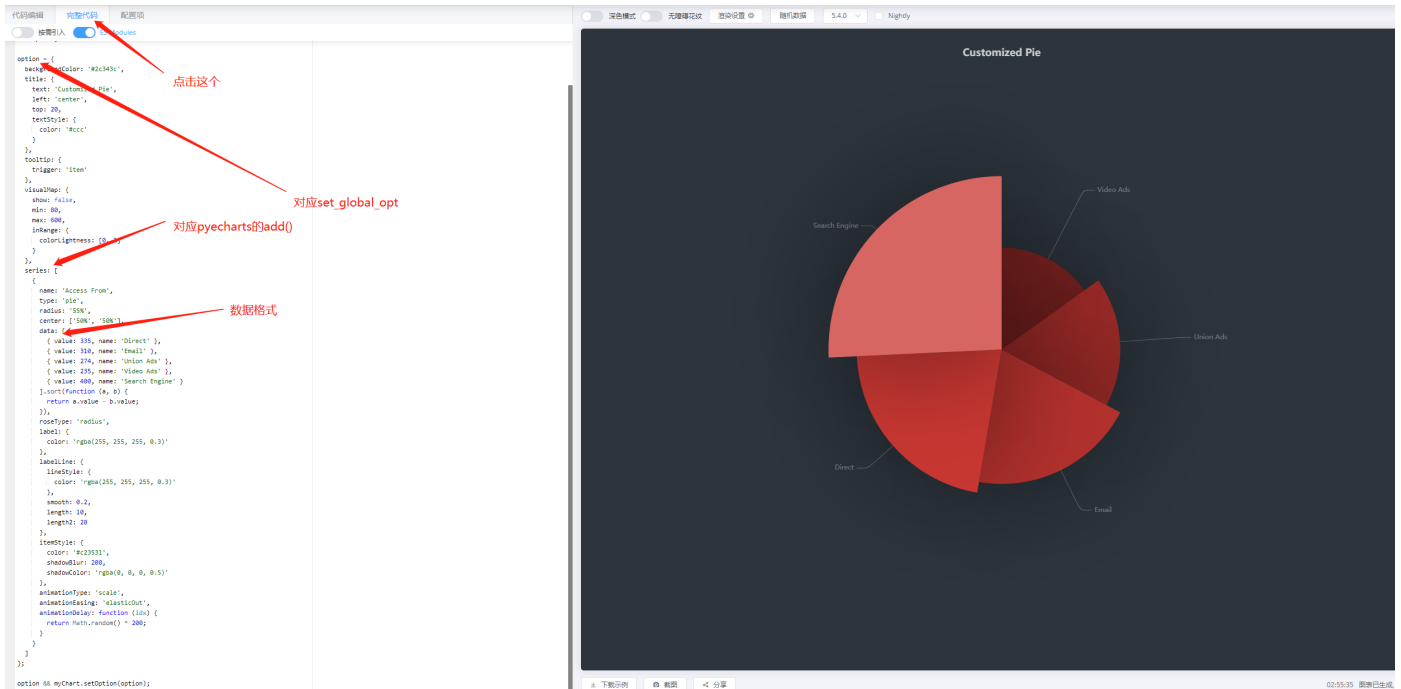 代码编辑 完整代码 配置项
按需引入 ES Modules
option = {
backgroundColor: '#2c343c',
title: {
text: 'Customized Pie',
left: 'center',
top: 20,
textStyle: {
color: '#ccc'
}
},
tooltip: {
trigger: 'item'
},
visualMap: {
show: false,
min: 80,
max: 600,
inRange: {
colorLightness: [0, 1]
}
},
series: [
{
name: 'Access From',
type: 'pie',
radius: '55%',
center: ['50%', '50%'],
data: [
{ value: 335, name: 'Direct' },
{ value: 310, name: 'Email' },
{ value: 274, name: 'Union Ads' },
{ value: 235, name: 'Video Ads' },
{ value: 400, name: 'Search Engine' }
].sort(function (a, b) {
return a.value - b.value;
}),
roseType: 'radius',
label: {
color: 'rgba(255, 255, 255, 0.3)'
},
labelLine: {
lineStyle: {
color: 'rgba(255, 255, 255, 0.3)'
},
smooth: 0.2,
length: 10,
length2: 20
},
itemStyle: {
color: '#c23531',
shadowBlur: 200,
shadowColor: 'rgba(0, 0, 0, 0.5)'
},
animationType: 'scale',
animationEasing: 'elasticOut',
animationDelay: function (idx) {
return Math.random() * 200;
}
}
]
};
option && myChart.setOption(option);
点击这个
对应set_global_opt
对应pyecharts的add()
数据格式
深色模式 无障碍花纹 渲染设置 随机数据 5.4.0 Nightly
Customized Pie
Video Ads
Search Engine
Union Ads
Direct
Email
下载示例 截图 分享 02:55:35 图表已生成,